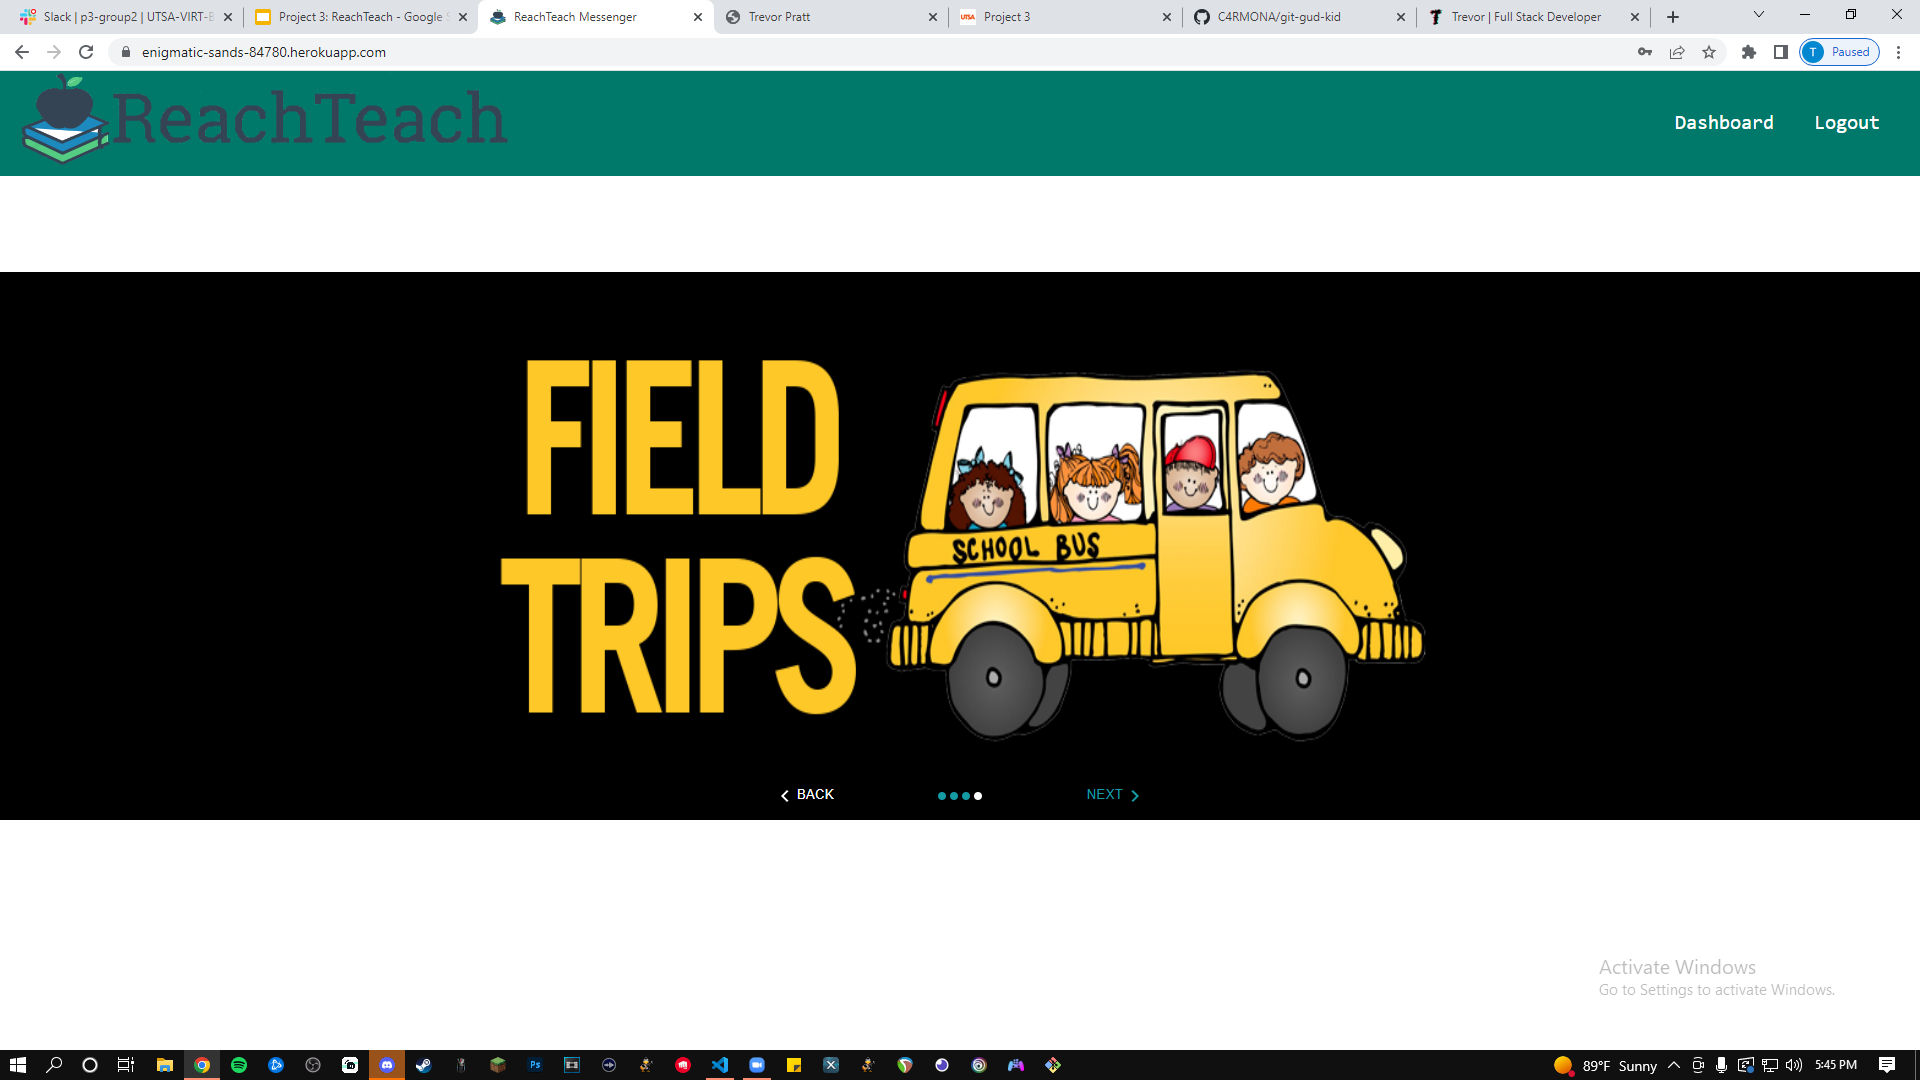 Slack | p3-group2 | UTSA-VIRT-B
Project 3: ReachTeach - Google S
ReachTeach Messenger
Trevor Pratt
UTSA
Project 3
C4RMONA/git-gud-kid
Trevor | Full Stack Developer
enigmatic-sands-84780.herokuapp.com
T
Paused
ReachTeach
Dashboard
Logout
FIELD
TRIPS
SCHOOL BUS
BACK
NEXT
Activate Windows
Go to Settings to activate Windows.
Ps
89°F Sunny
5:45 PM